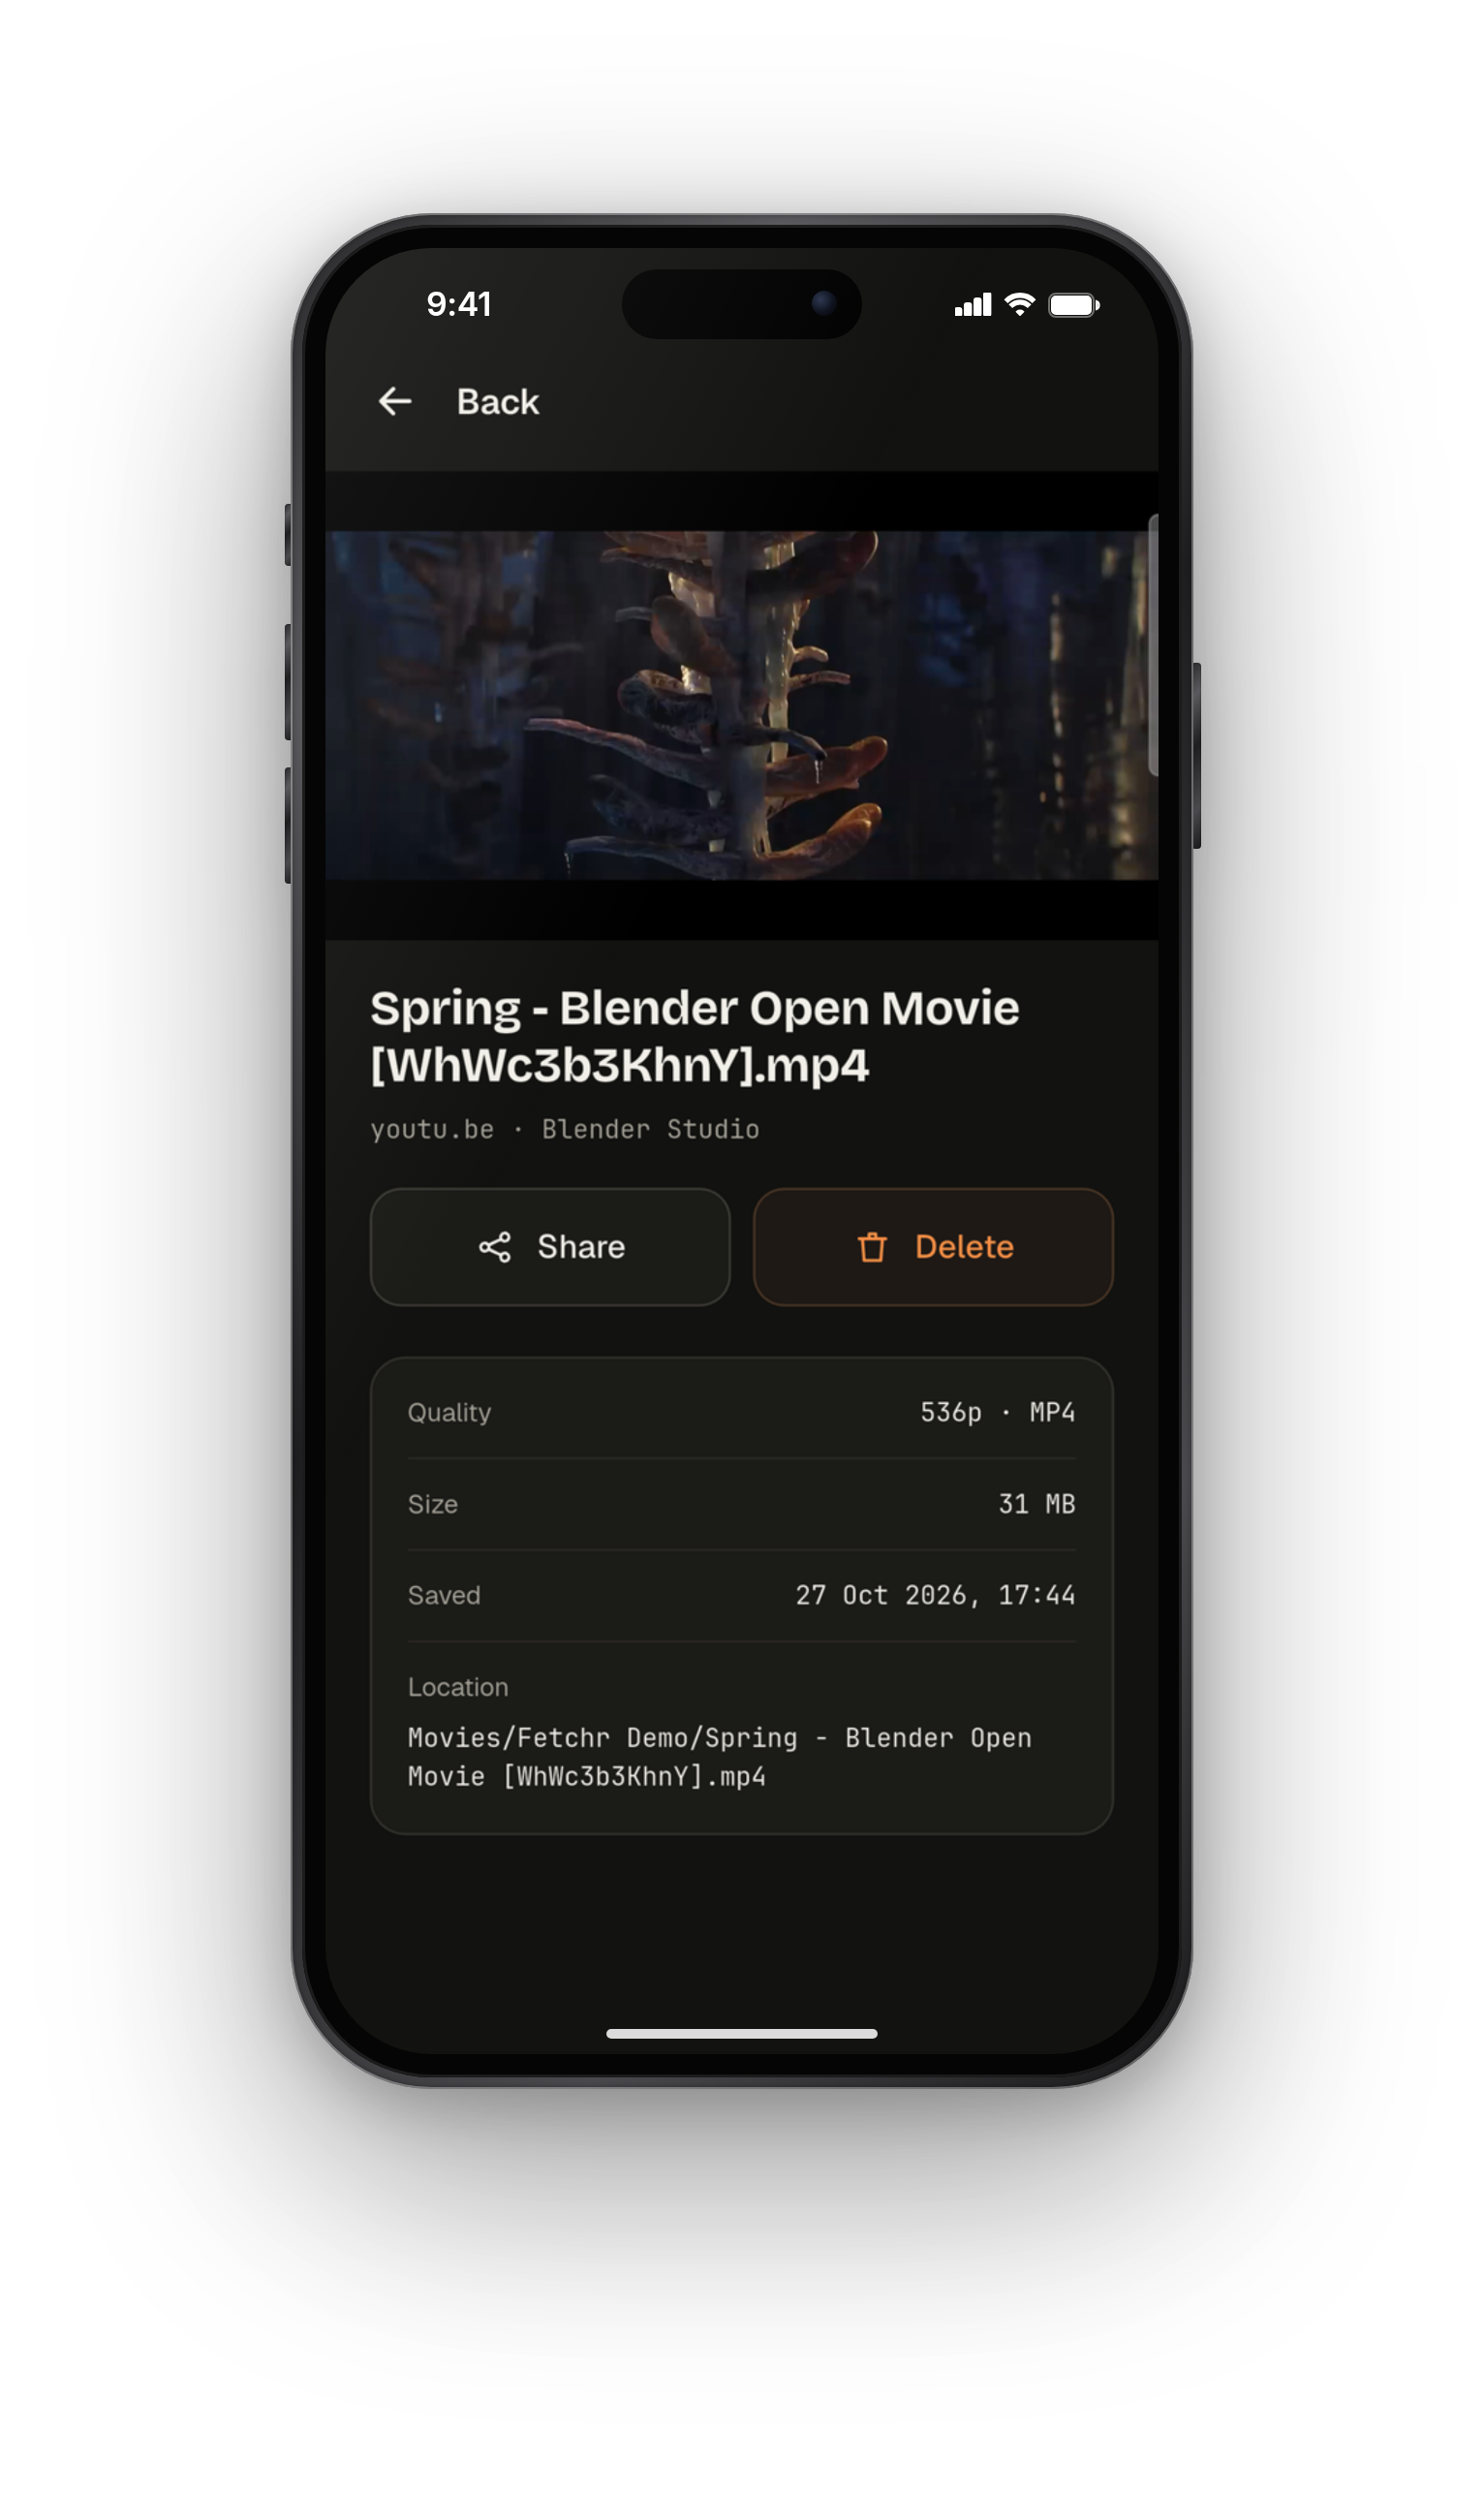 9:41
Back
Spring - Blender Open Movie
[WhWc3b3KhnY].mp4
youtu.be · Blender Studio
Share
Delete
Quality
536p · MP4
Size
31 MB
Saved
27 Oct 2026, 17:44
Location
Movies/Fetchr Demo/Spring - Blender Open
Movie [WhWc3b3KhnY].mp4